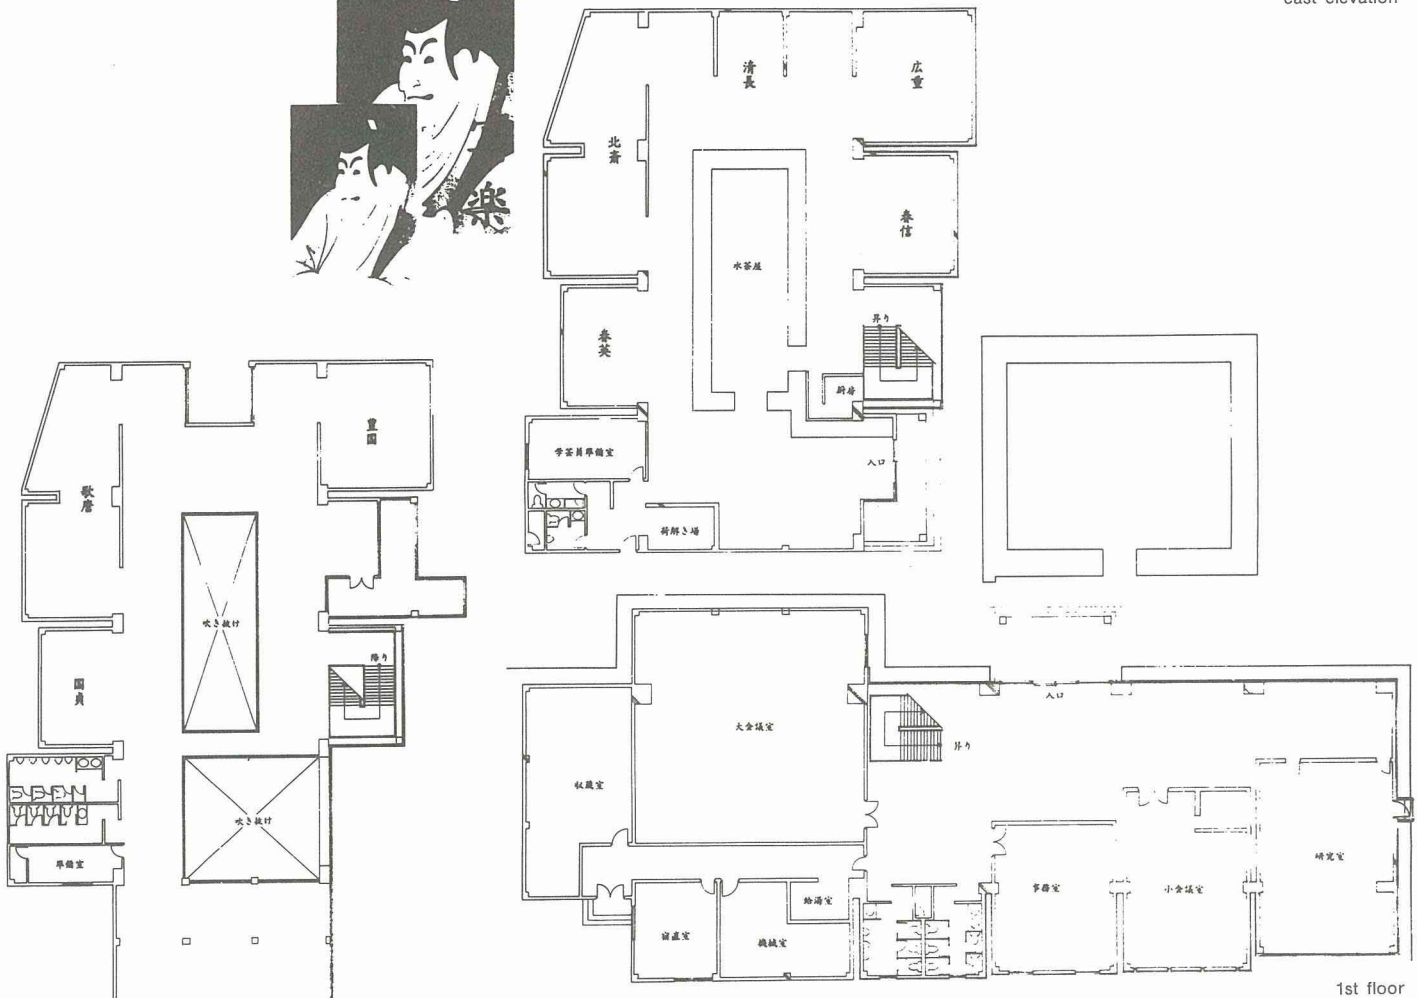 east elevation
楽
清長
広重
北斎
春信
水茶屋
昇り
春英
厨房
学芸員準備室
入口
荷解き場
豊国
歌麿
吹き抜け
降り
国貞
吹き抜け
準備室
入口
大会議室
昇り
収蔵室
研究室
事務室
小会議室
給湯室
宿直室
機械室
1st floor